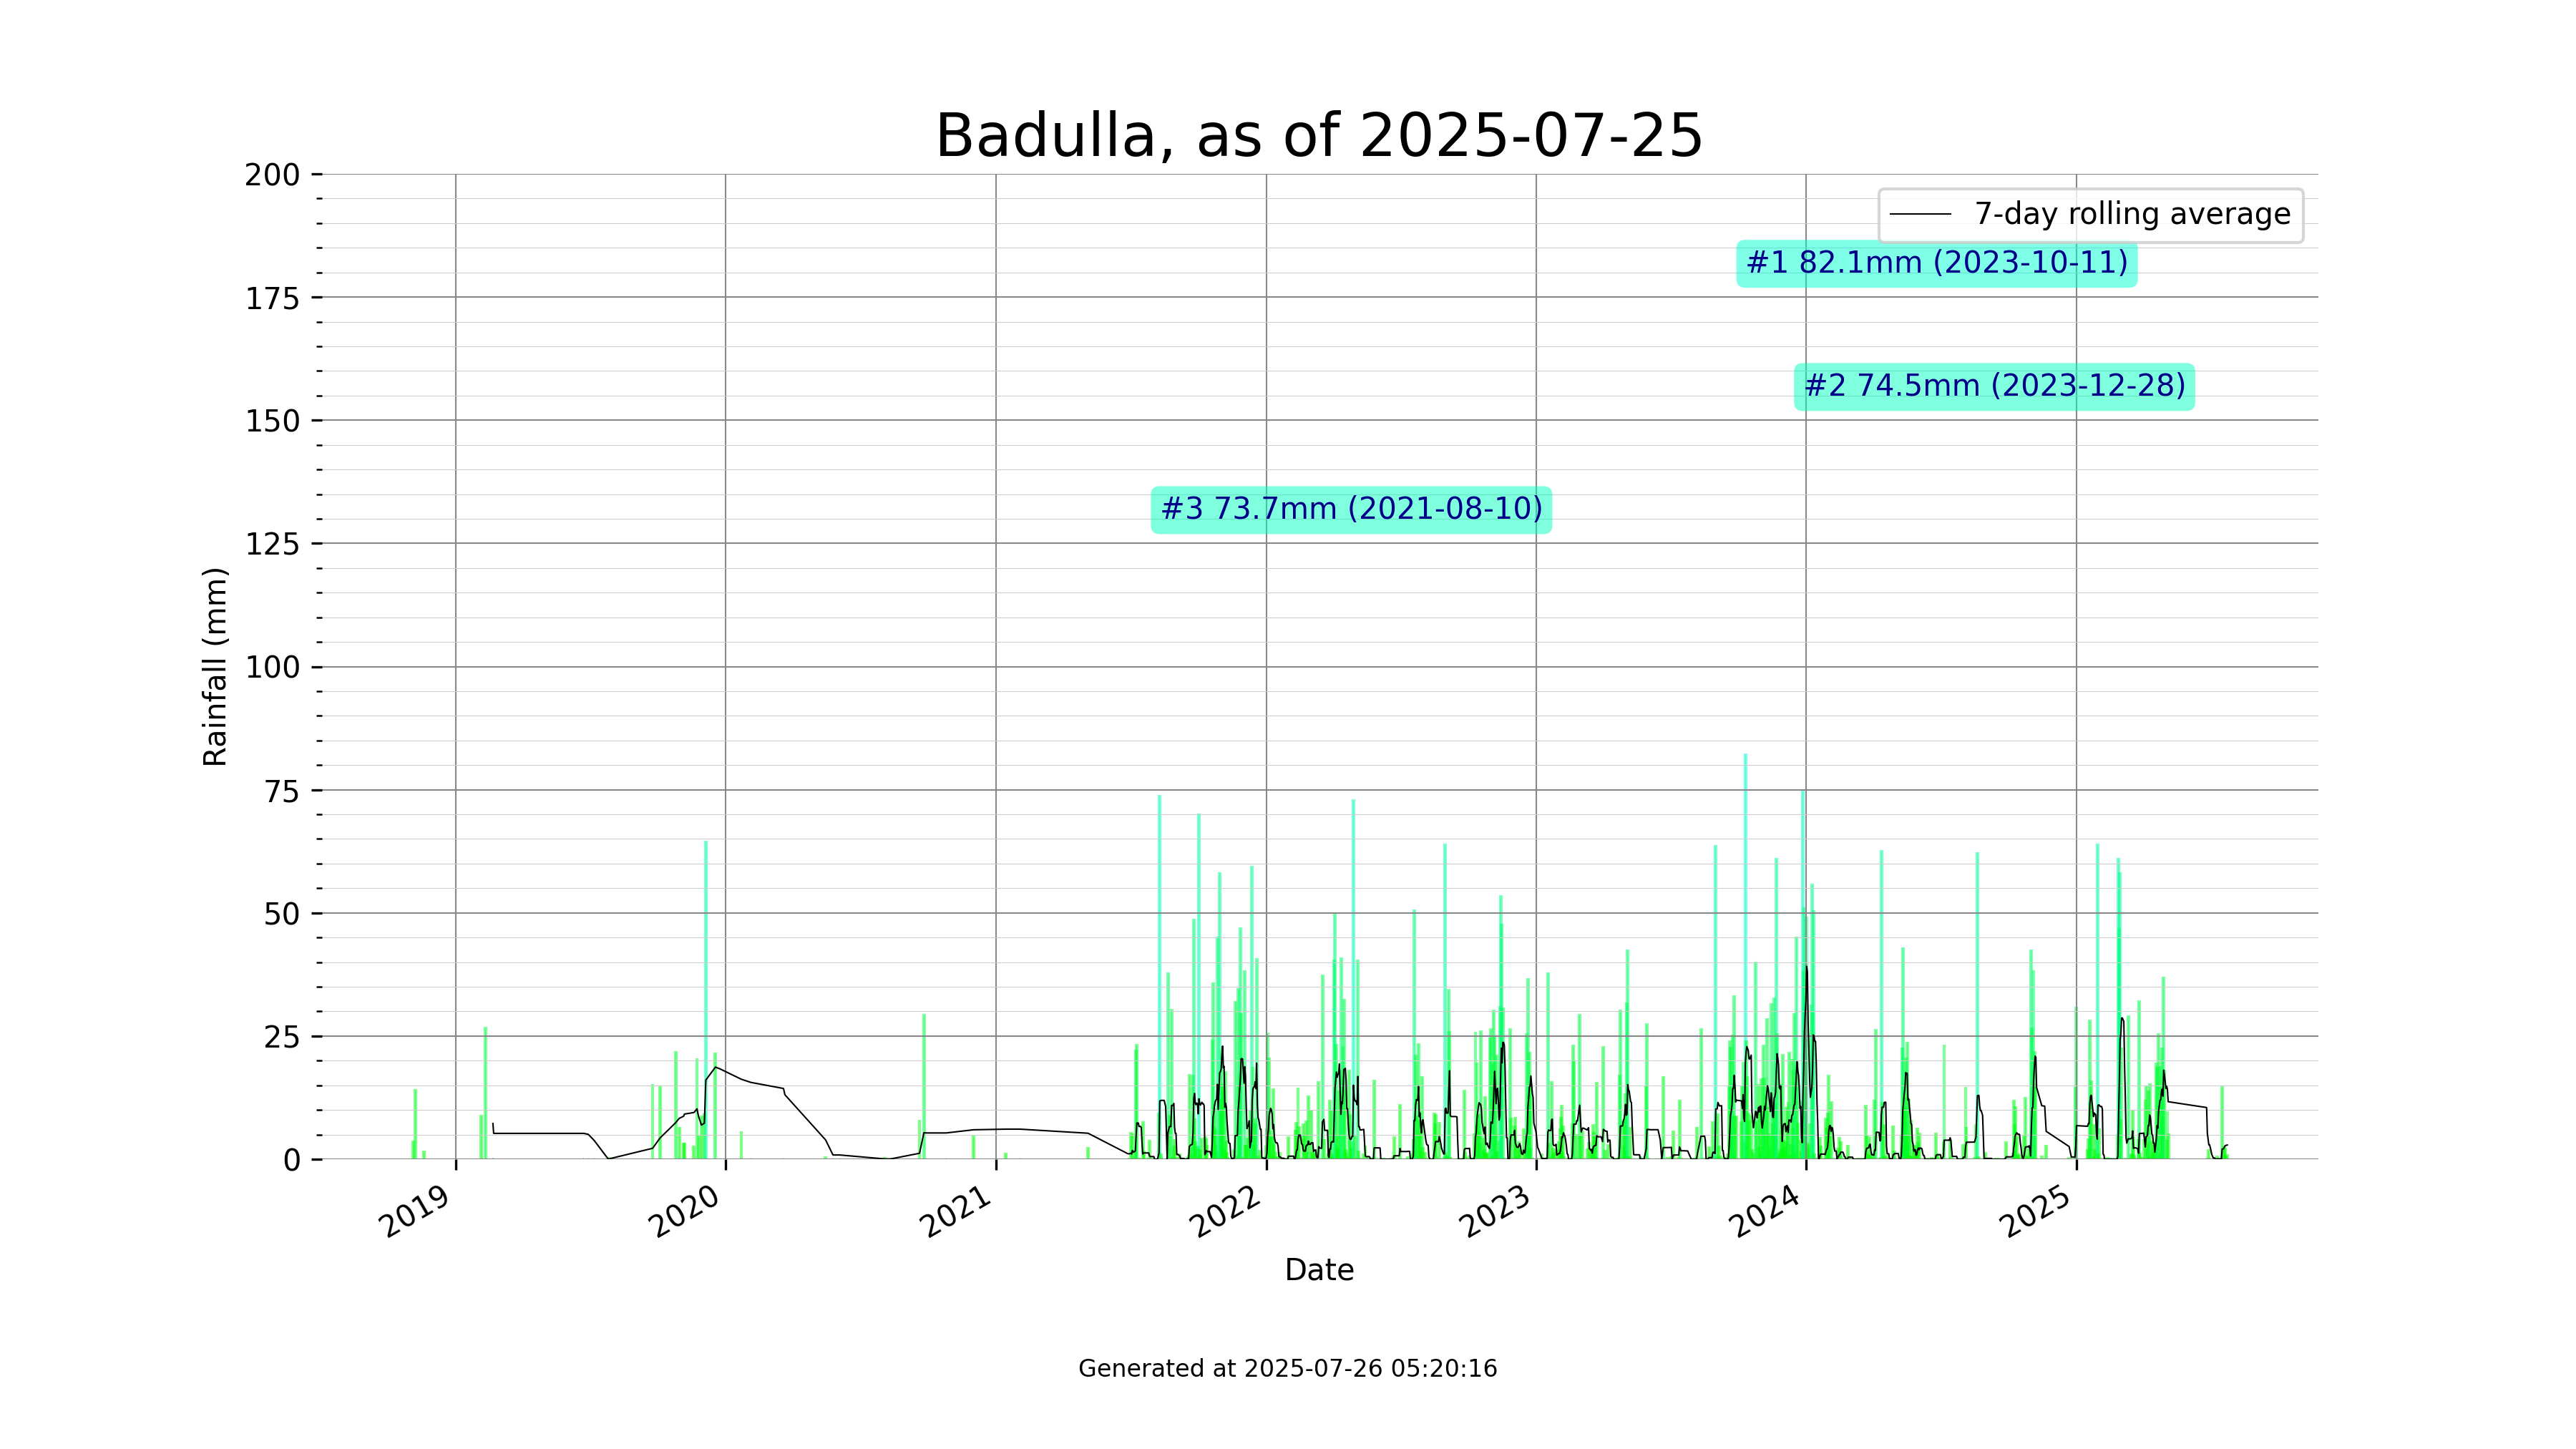 Badulla, as of 2025-07-25
200
175
150
125
100
75
50
25
0
Rainfall (mm)
7-day rolling average
#1 82.1mm (2023-10-11)
#2 74.5mm (2023-12-28)
#3 73.7mm (2021-08-10)
2019
2020
2021
2022
2023
2024
2025
Date
Generated at 2025-07-26 05:20:16